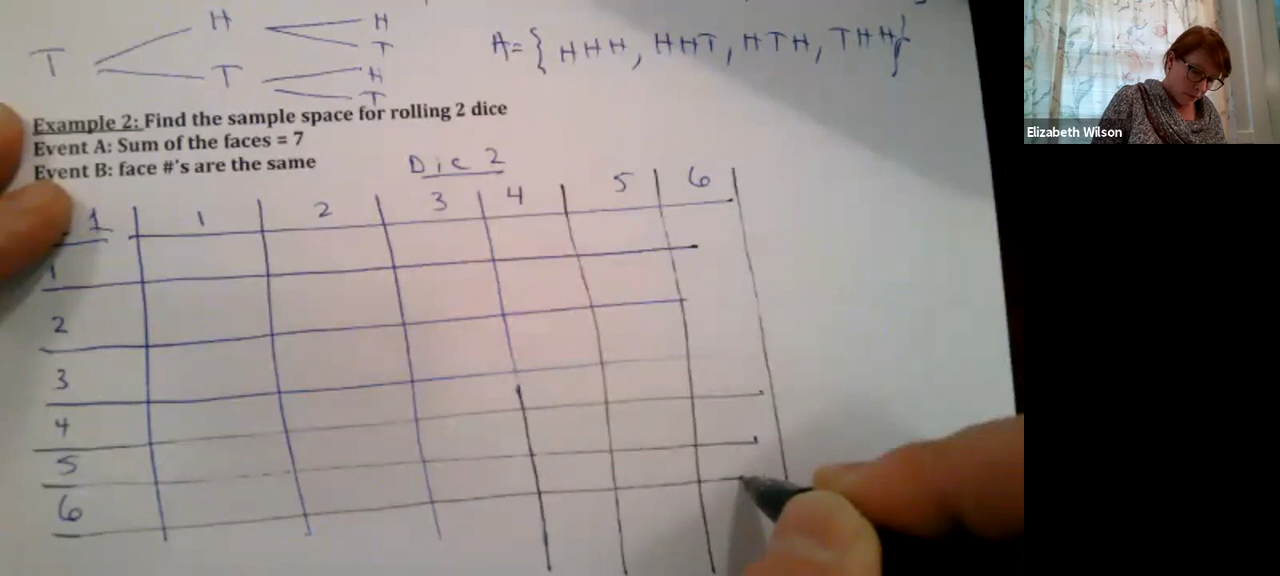 H H
T
T
T H
T
A = { HHH, HHT, HTH, THH }
Example 2: Find the sample space for rolling 2 dice
Event A: Sum of the faces = 7
Event B: face #'s are the same
Die 2
1 1 2 3 4 5 6
1
2
3
4
5
6
Elizabeth Wilson